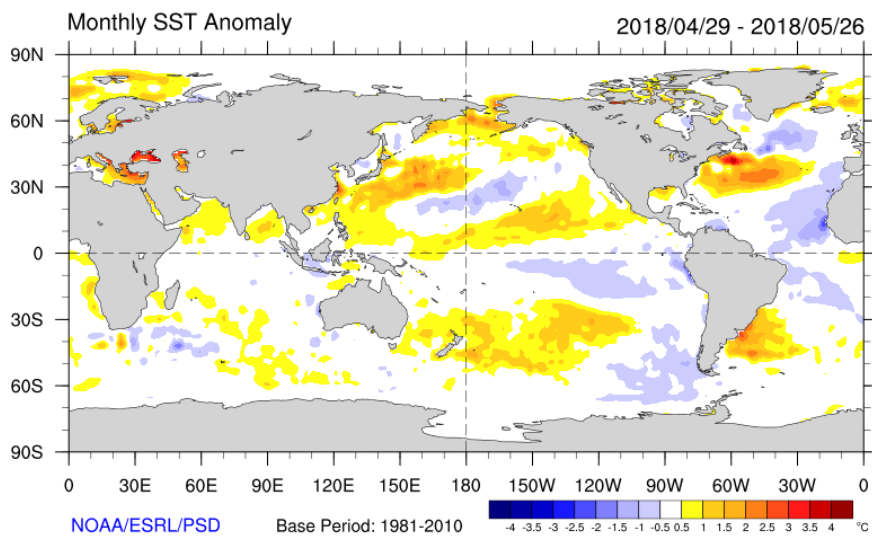 Monthly SST Anomaly 2018/04/29 - 2018/05/26
90N
60N
30N
0
30S
60S
90S
0 30E 60E 90E 120E 150E 180 150W 120W 90W 60W 30W 0
-4 -3.5 -3 -2.5 -2 -1.5 -1 -0.5 0.5 1 1.5 2 2.5 3 3.5 4 °C
NOAA/ESRL/PSD Base Period: 1981-2010